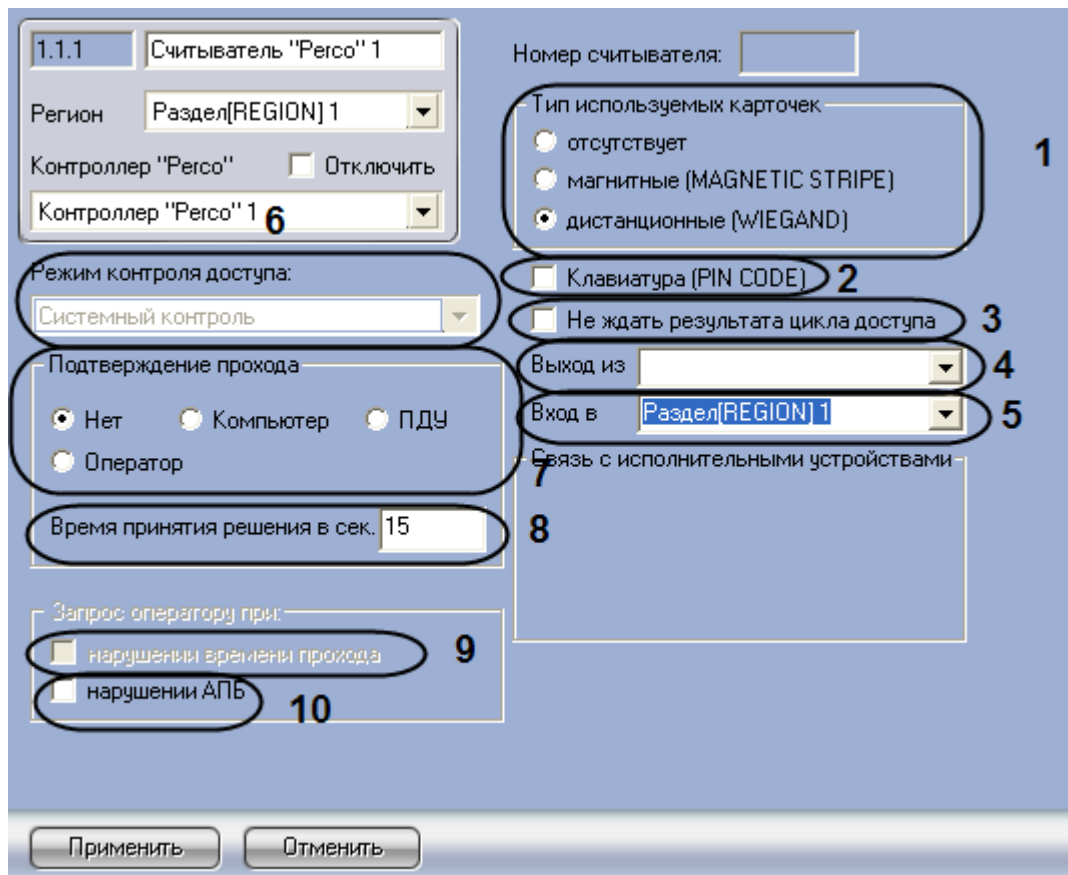 1.1.1 Считыватель "Perco" 1
Регион Раздел[REGION] 1
Контроллер "Perco" Отключить
Контроллер "Perco" 1
6
Режим контроля доступа:
Системный контроль
Подтверждение прохода
Нет Компьютер ПДУ
Оператор
7
Время принятия решения в сек. 15
8
Запрос оператору при:
нарушении времени прохода
9
нарушении АПБ
10
Номер считывателя:
Тип используемых карточек
1
отсутствует
магнитные (MAGNETIC STRIPE)
дистанционные (WIEGAND)
Клавиатура (PIN CODE) 2
Не ждать результата цикла доступа 3
Выход из 4
Вход в Раздел[REGION] 1 5
Связь с исполнительными устройствами
Применить Отменить